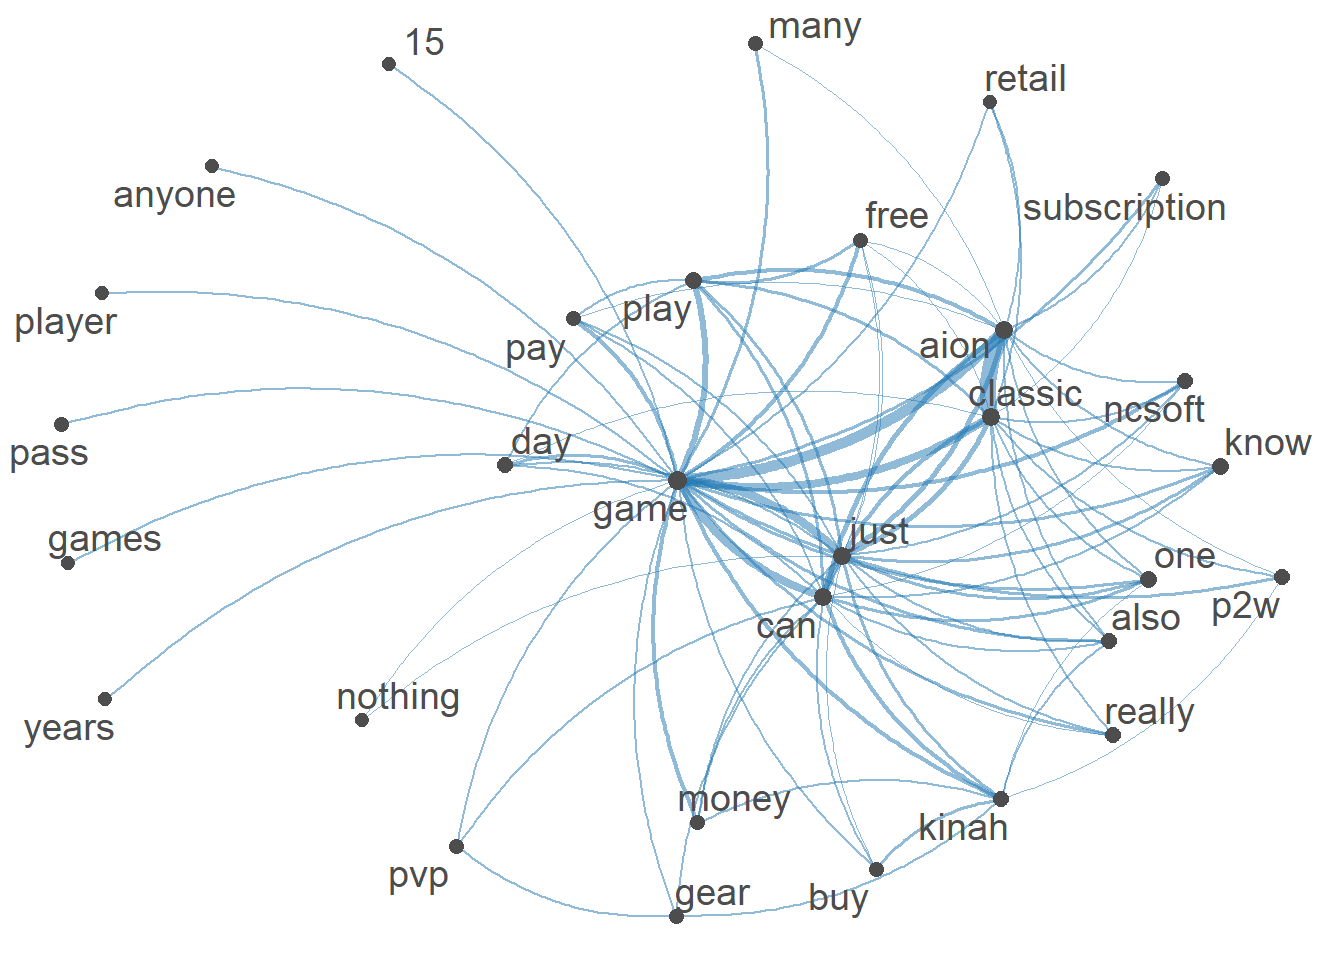 many
15
retail
anyone
subscription
free
play
player
pay
aion
classic
ncsoft
day
know
pass
game
just
games
one
p2w
can
also
nothing
really
years
money
kinah
pvp
gear
buy